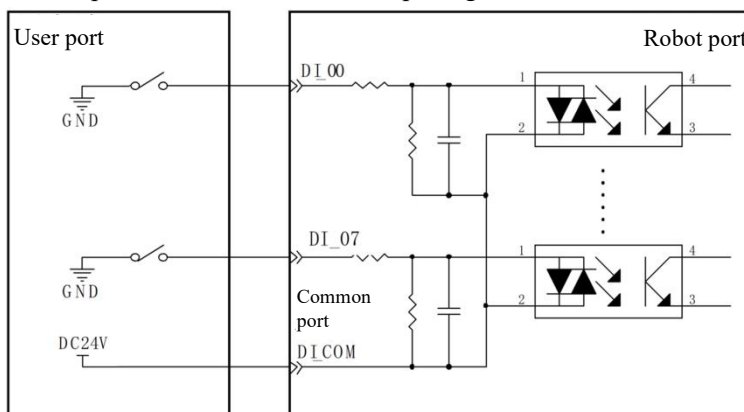 User port
Robot port
DI_00
1
4
GND
2
3
DI_07
1
4
GND
Common
port
2
3
DC24V
DI_COM